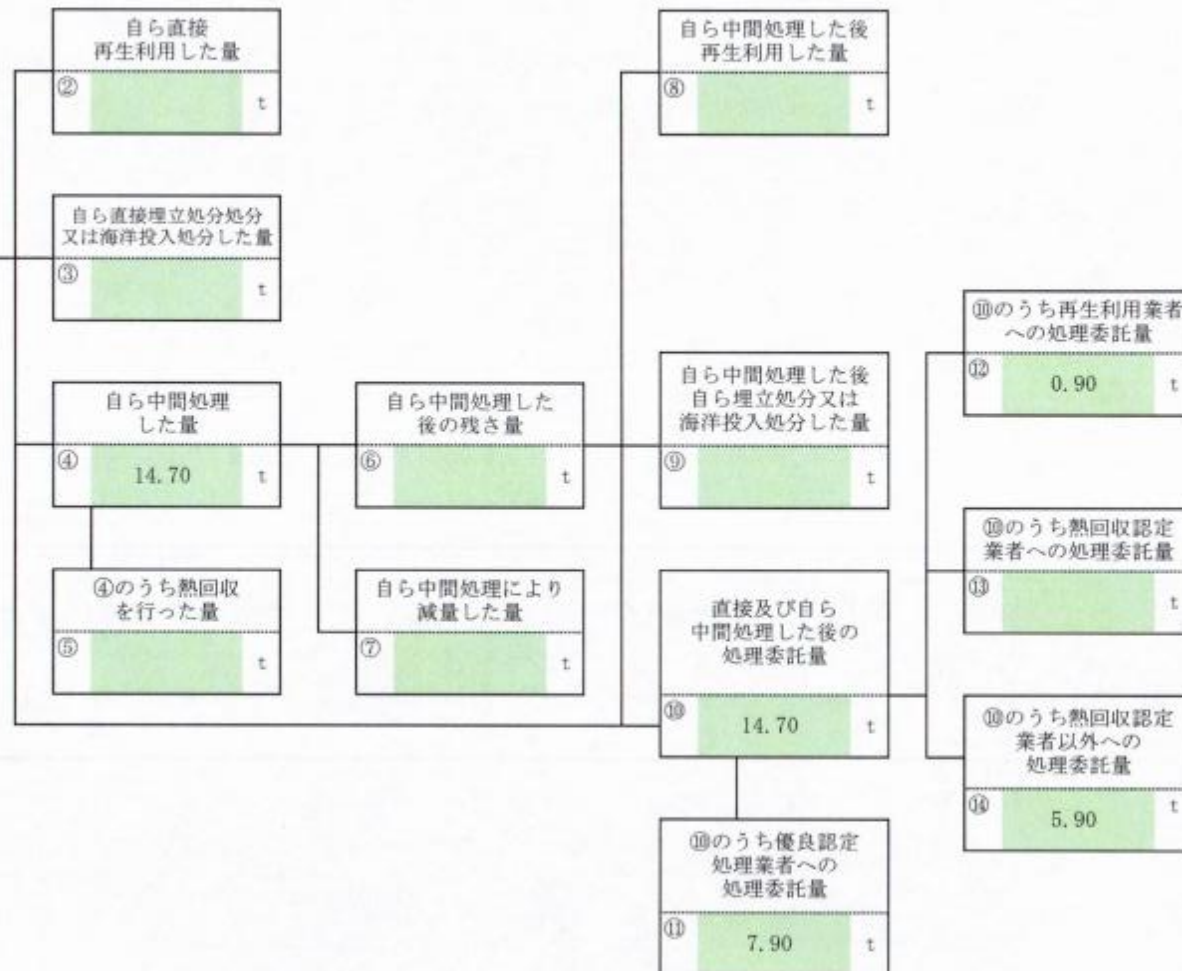 自ら直接
再生利用した量
② t
自ら中間処理した後
再生利用した量
⑧ t
自ら直接埋立処分処分
又は海洋投入処分した量
③ t
⑩のうち再生利用業者
への処理委託量
⑫ 0.90 t
自ら中間処理
した量
④ 14.70 t
自ら中間処理した
後の残さ量
⑥ t
自ら中間処理した後
自ら埋立処分又は
海洋投入処分した量
⑨ t
⑩のうち熱回収認定
業者への処理委託量
⑬ t
④のうち熱回収
を行った量
⑤ t
自ら中間処理により
減量した量
⑦ t
直接及び自ら
中間処理した後の
処理委託量
⑩ 14.70 t
⑩のうち熱回収認定
業者以外への
処理委託量
⑭ 5.90 t
⑩のうち優良認定
処理業者への
処理委託量
⑪ 7.90 t